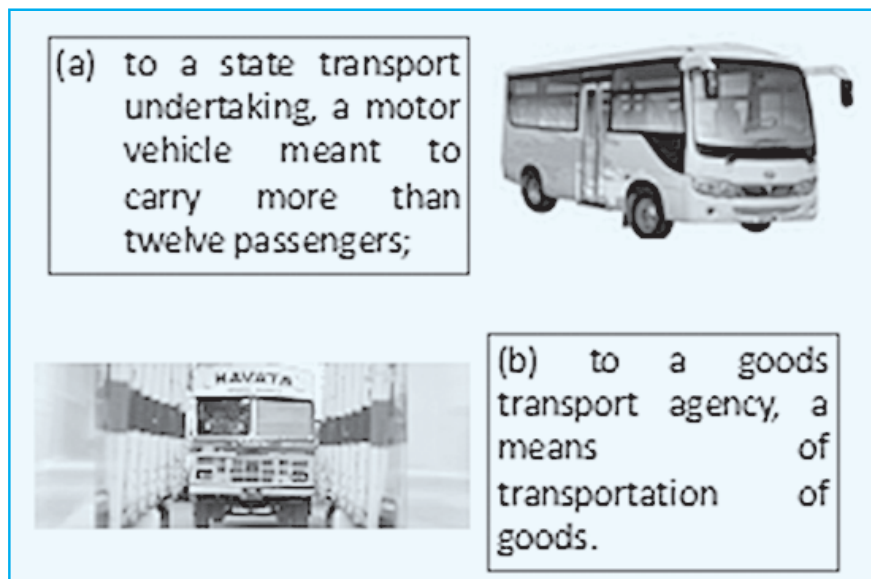 (a) to a state transport
undertaking, a motor
vehicle meant to
carry more than
twelve passengers;
KAVATA
(b) to a goods
transport agency, a
means of
transportation of
goods.